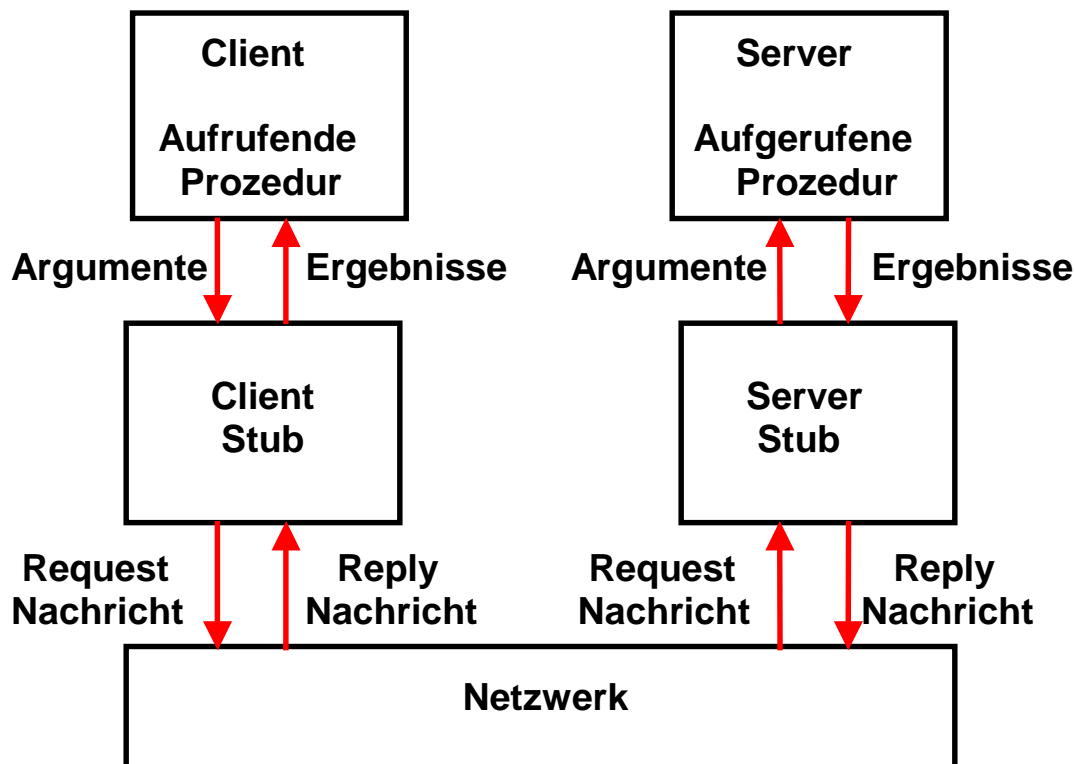 Client
Aufrufende
Prozedur
Server
Aufgerufene
Prozedur
Argumente
Ergebnisse
Argumente
Ergebnisse
Client
Stub
Server
Stub
Request
Nachricht
Reply
Nachricht
Request
Nachricht
Reply
Nachricht
Netzwerk